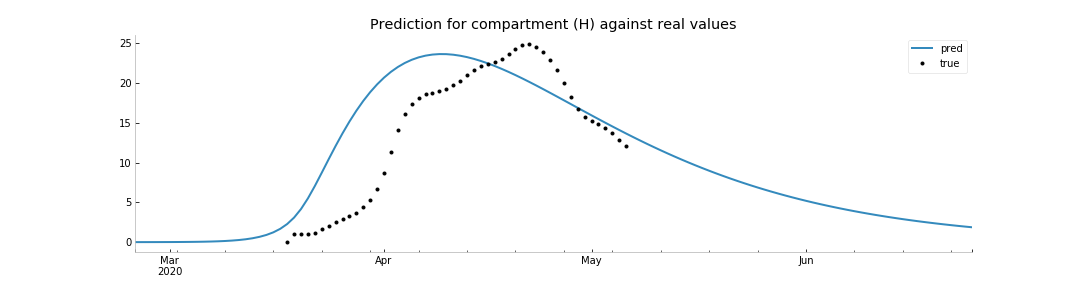 Prediction for compartment (H) against real values
25
20
15
10
5
0
pred
true
Mar
2020
Apr
May
Jun